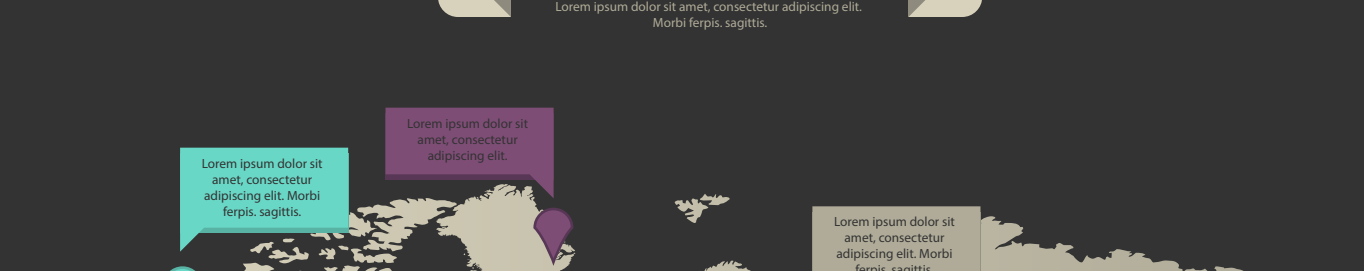 Lorem ipsum dolor sit amet, consectetur adipiscing elit.
Morbi ferpis. sagittis.
Lorem ipsum dolor sit
amet, consectetur
adipiscing elit.
Lorem ipsum dolor sit
amet, consectetur
adipiscing elit. Morbi
ferpis. sagittis.
Lorem ipsum dolor sit
amet, consectetur
adipiscing elit. Morbi
ferpis. sagittis.